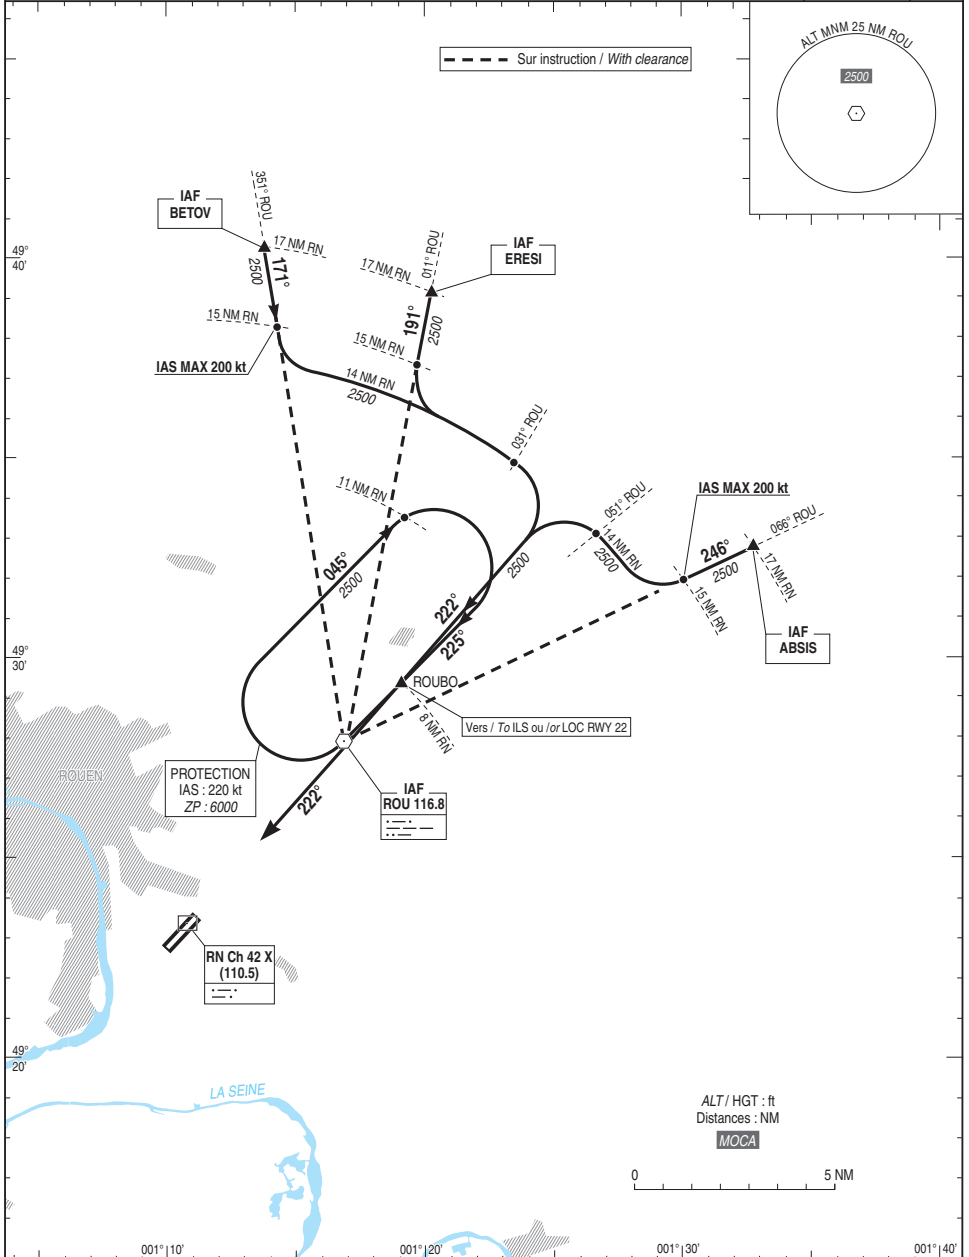 Sur instruction / With clearance
ALT MNM 25 NM ROU
2500
IAF
BETOV
351° ROU
17 NM RN
171°
2500
15 NM RN
IAS MAX 200 kt
IAF
ERESI
011° ROU
17 NM RN
191°
2500
15 NM RN
14 NM RN
2500
031° ROU
49°
40'
11 NM RN
045°
2500
051° ROU
14 NM RN
2500
IAS MAX 200 kt
066° ROU
246°
2500
17 NM RN
15 NM RN
IAF
ABSIS
2500
222°
225°
49°
30'
ROUBO
8 NM RN
Vers / To ILS ou /or LOC RWY 22
PROTECTION
IAS : 220 kt
ZP : 6000
222°
IAF
ROU 116.8
ROUEN
RN Ch 42 X
(110.5)
49°
20'
LA SEINE
ALT / HGT : ft
Distances : NM
MOCA
0 5 NM
001° 10' 001° 20' 001° 30' 001° 40'